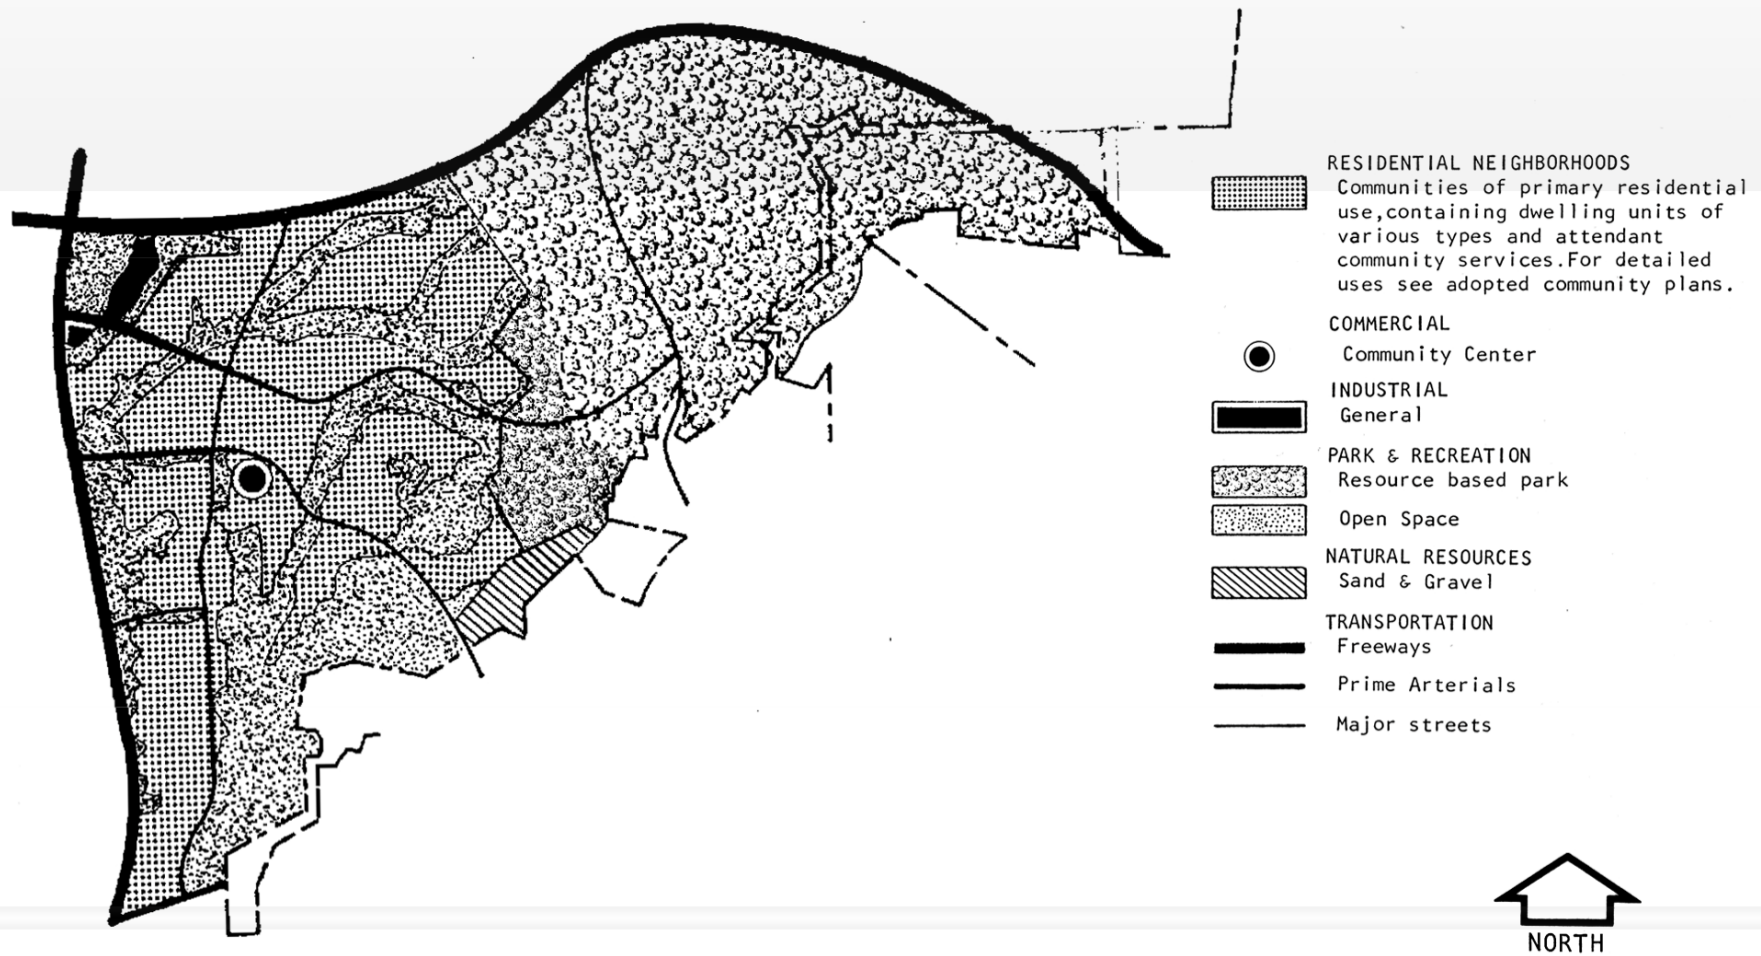 RESIDENTIAL NEIGHBORHOODS
Communities of primary residential
use,containing dwelling units of
various types and attendant
community services.For detailed
uses see adopted community plans.
COMMERCIAL
Community Center
INDUSTRIAL
General
PARK & RECREATION
Resource based park
Open Space
NATURAL RESOURCES
Sand & Gravel
TRANSPORTATION
Freeways
Prime Arterials
Major streets
NORTH